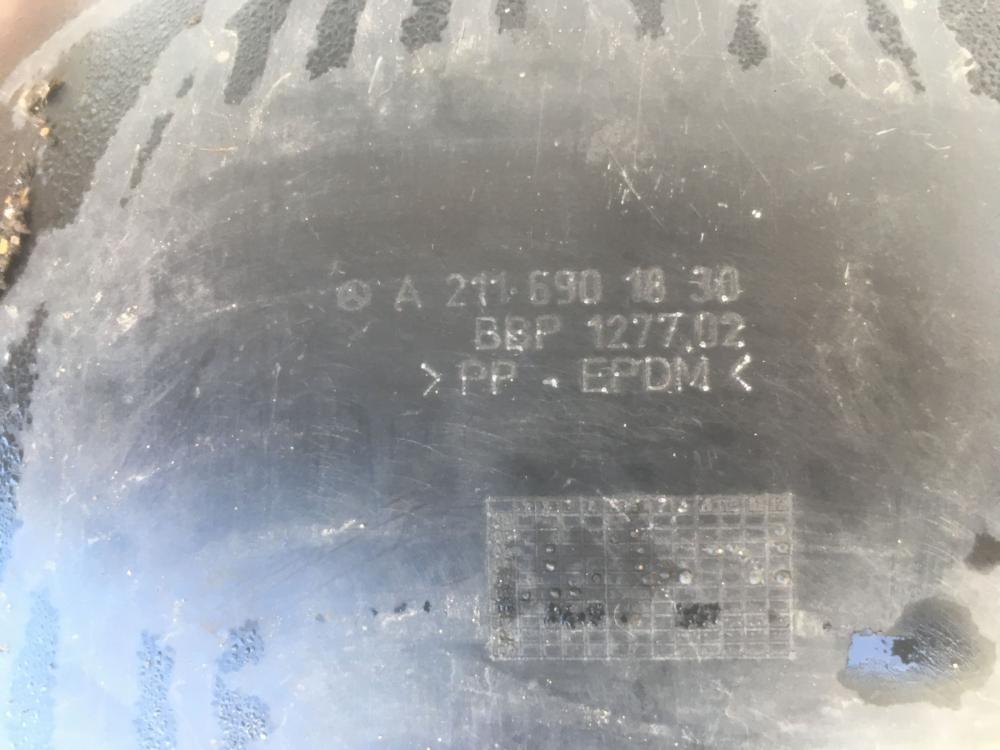 A 211 690 18 30
BBP 1277.02
>PP - EPDM<